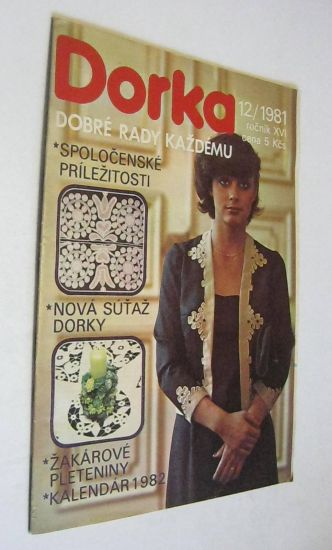 Dorka
12/1981
ročník XVI
cena 5 Kčs
DOBRÉ RADY KAŽDÉMU
*SPOLOČENSKÉ
PRÍLEŽITOSTI
*NOVÁ SÚŤAŽ
DORKY
*ŽAKÁROVÉ
PLETENINY
*KALENDÁR 1982